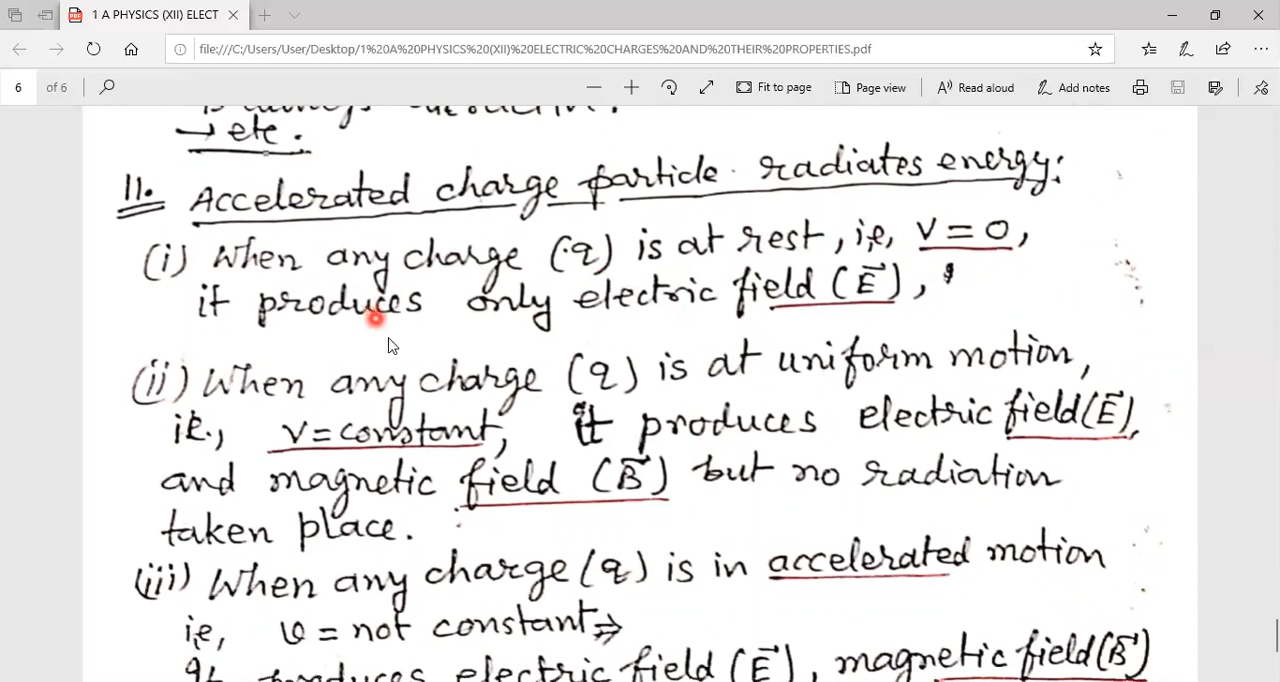 1 A PHYSICS (XII) ELECT
file:///C:/Users/User/Desktop/1%20A%20PHYSICS%20(XII)%20ELECTRIC%20CHARGES%20AND%20THEIR%20PROPERTIES.pdf
6 of 6 Fit to page Page view Read aloud Add notes
is always
→ etc.
11. Accelerated charge particle radiates energy:
(i) When any charge (q) is at rest, i.e, V=0,
it produces only electric field (E⃗),
(ii) When any charge (q) is at uniform motion,
i.e., V=constant, it produces electric field(E⃗),
and magnetic field (B⃗) but no radiation
taken place.
(iii) When any charge (q) is in accelerated motion
i.e, v = not constant⇒
It produces electric field (E⃗), magnetic field(B⃗)